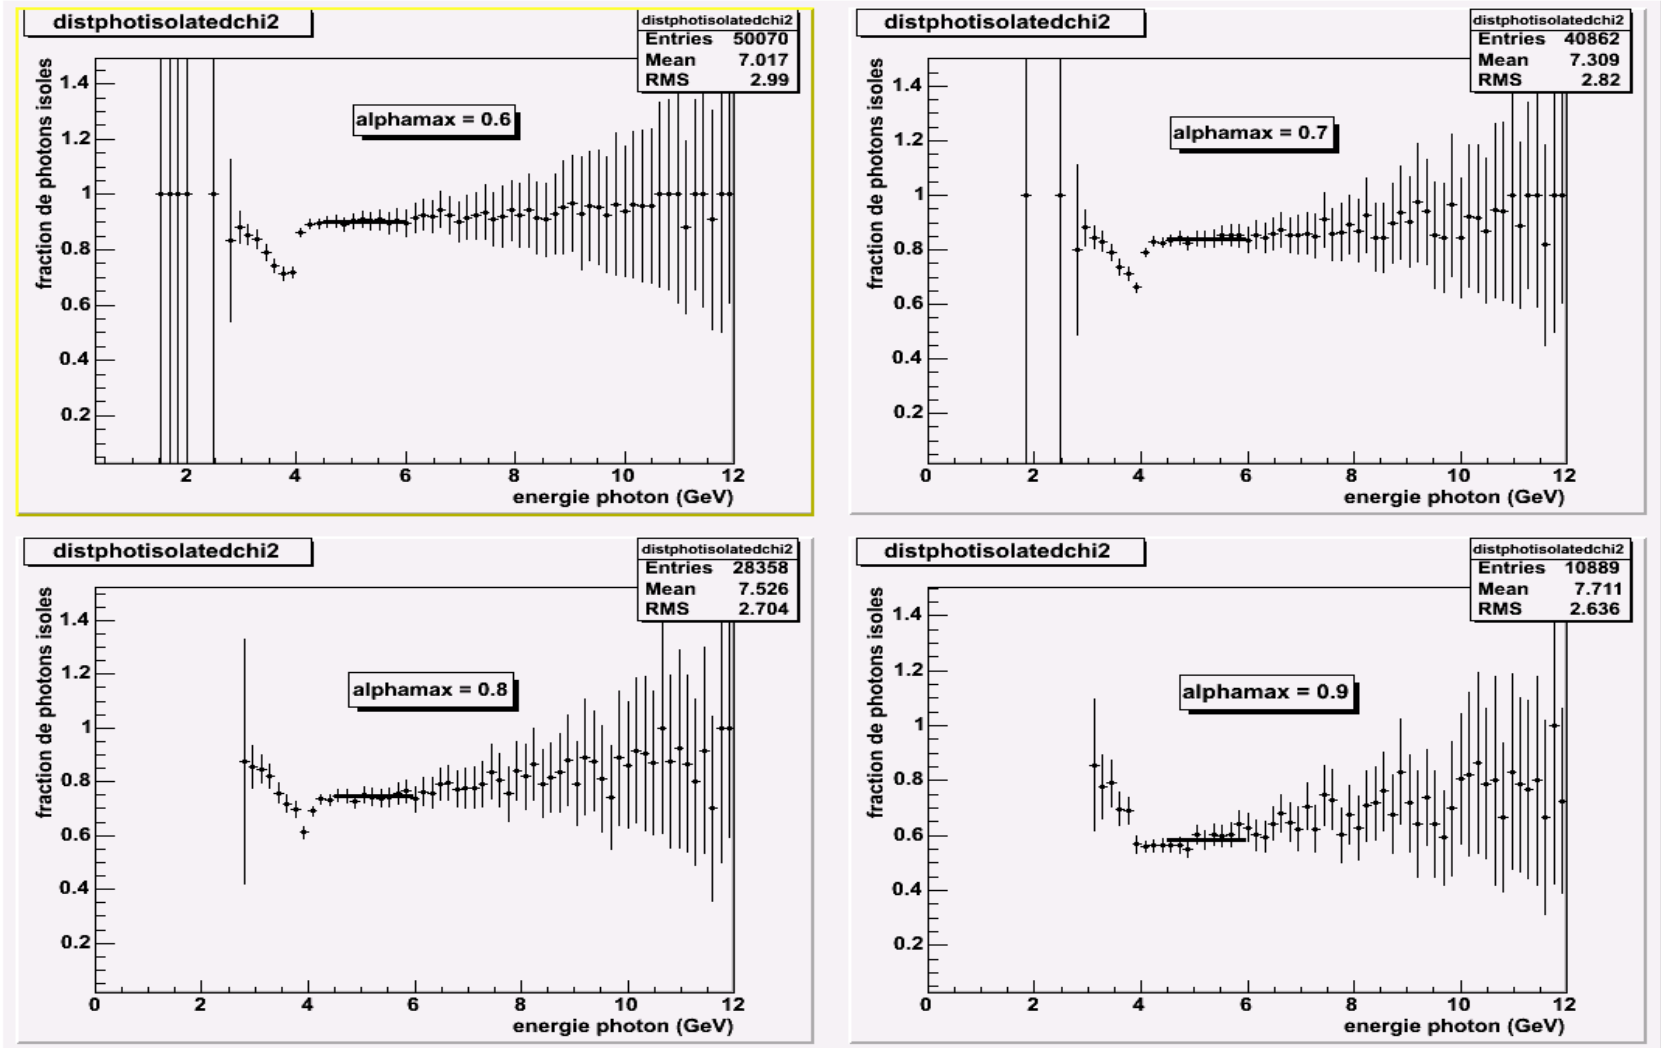 distphotisolatedchi2
distphotisolatedchi2
Entries 50070
Mean 7.017
RMS 2.99
alphamax = 0.6
fraction de photons isoles
1.4
1.2
1
0.8
0.6
0.4
0.2
2 4 6 8 10 12
energie photon (GeV)
distphotisolatedchi2
distphotisolatedchi2
Entries 40862
Mean 7.309
RMS 2.82
alphamax = 0.7
fraction de photons isoles
1.4
1.2
1
0.8
0.6
0.4
0.2
0 2 4 6 8 10 12
energie photon (GeV)
distphotisolatedchi2
distphotisolatedchi2
Entries 28358
Mean 7.526
RMS 2.704
alphamax = 0.8
fraction de photons isoles
1.4
1.2
1
0.8
0.6
0.4
0.2
0 2 4 6 8 10 12
energie photon (GeV)
distphotisolatedchi2
distphotisolatedchi2
Entries 10889
Mean 7.711
RMS 2.636
alphamax = 0.9
fraction de photons isoles
1.4
1.2
1
0.8
0.6
0.4
0.2
0 2 4 6 8 10 12
energie photon (GeV)